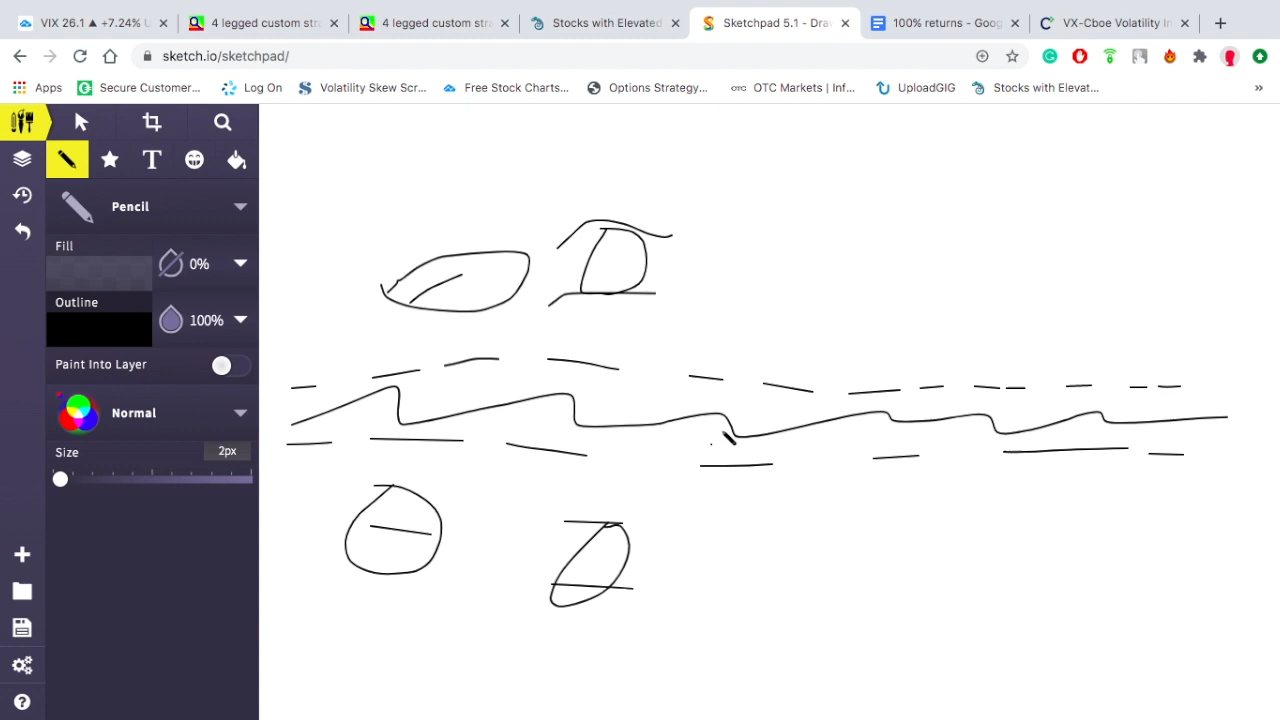 VIX 26.1 ▲ +7.24% U
4 legged custom stra
4 legged custom stra
Stocks with Elevated
Sketchpad 5.1 - Draw
100% returns - Goog
VX-Cboe Volatility In
sketch.io/sketchpad/
Apps
Secure Customer...
Log On
Volatility Skew Scr...
Free Stock Charts...
Options Strategy...
OTC Markets | Inf...
UploadGIG
Stocks with Elevat...
»
T
Pencil
Fill
0%
Outline
100%
Paint Into Layer
Normal
Size
2px